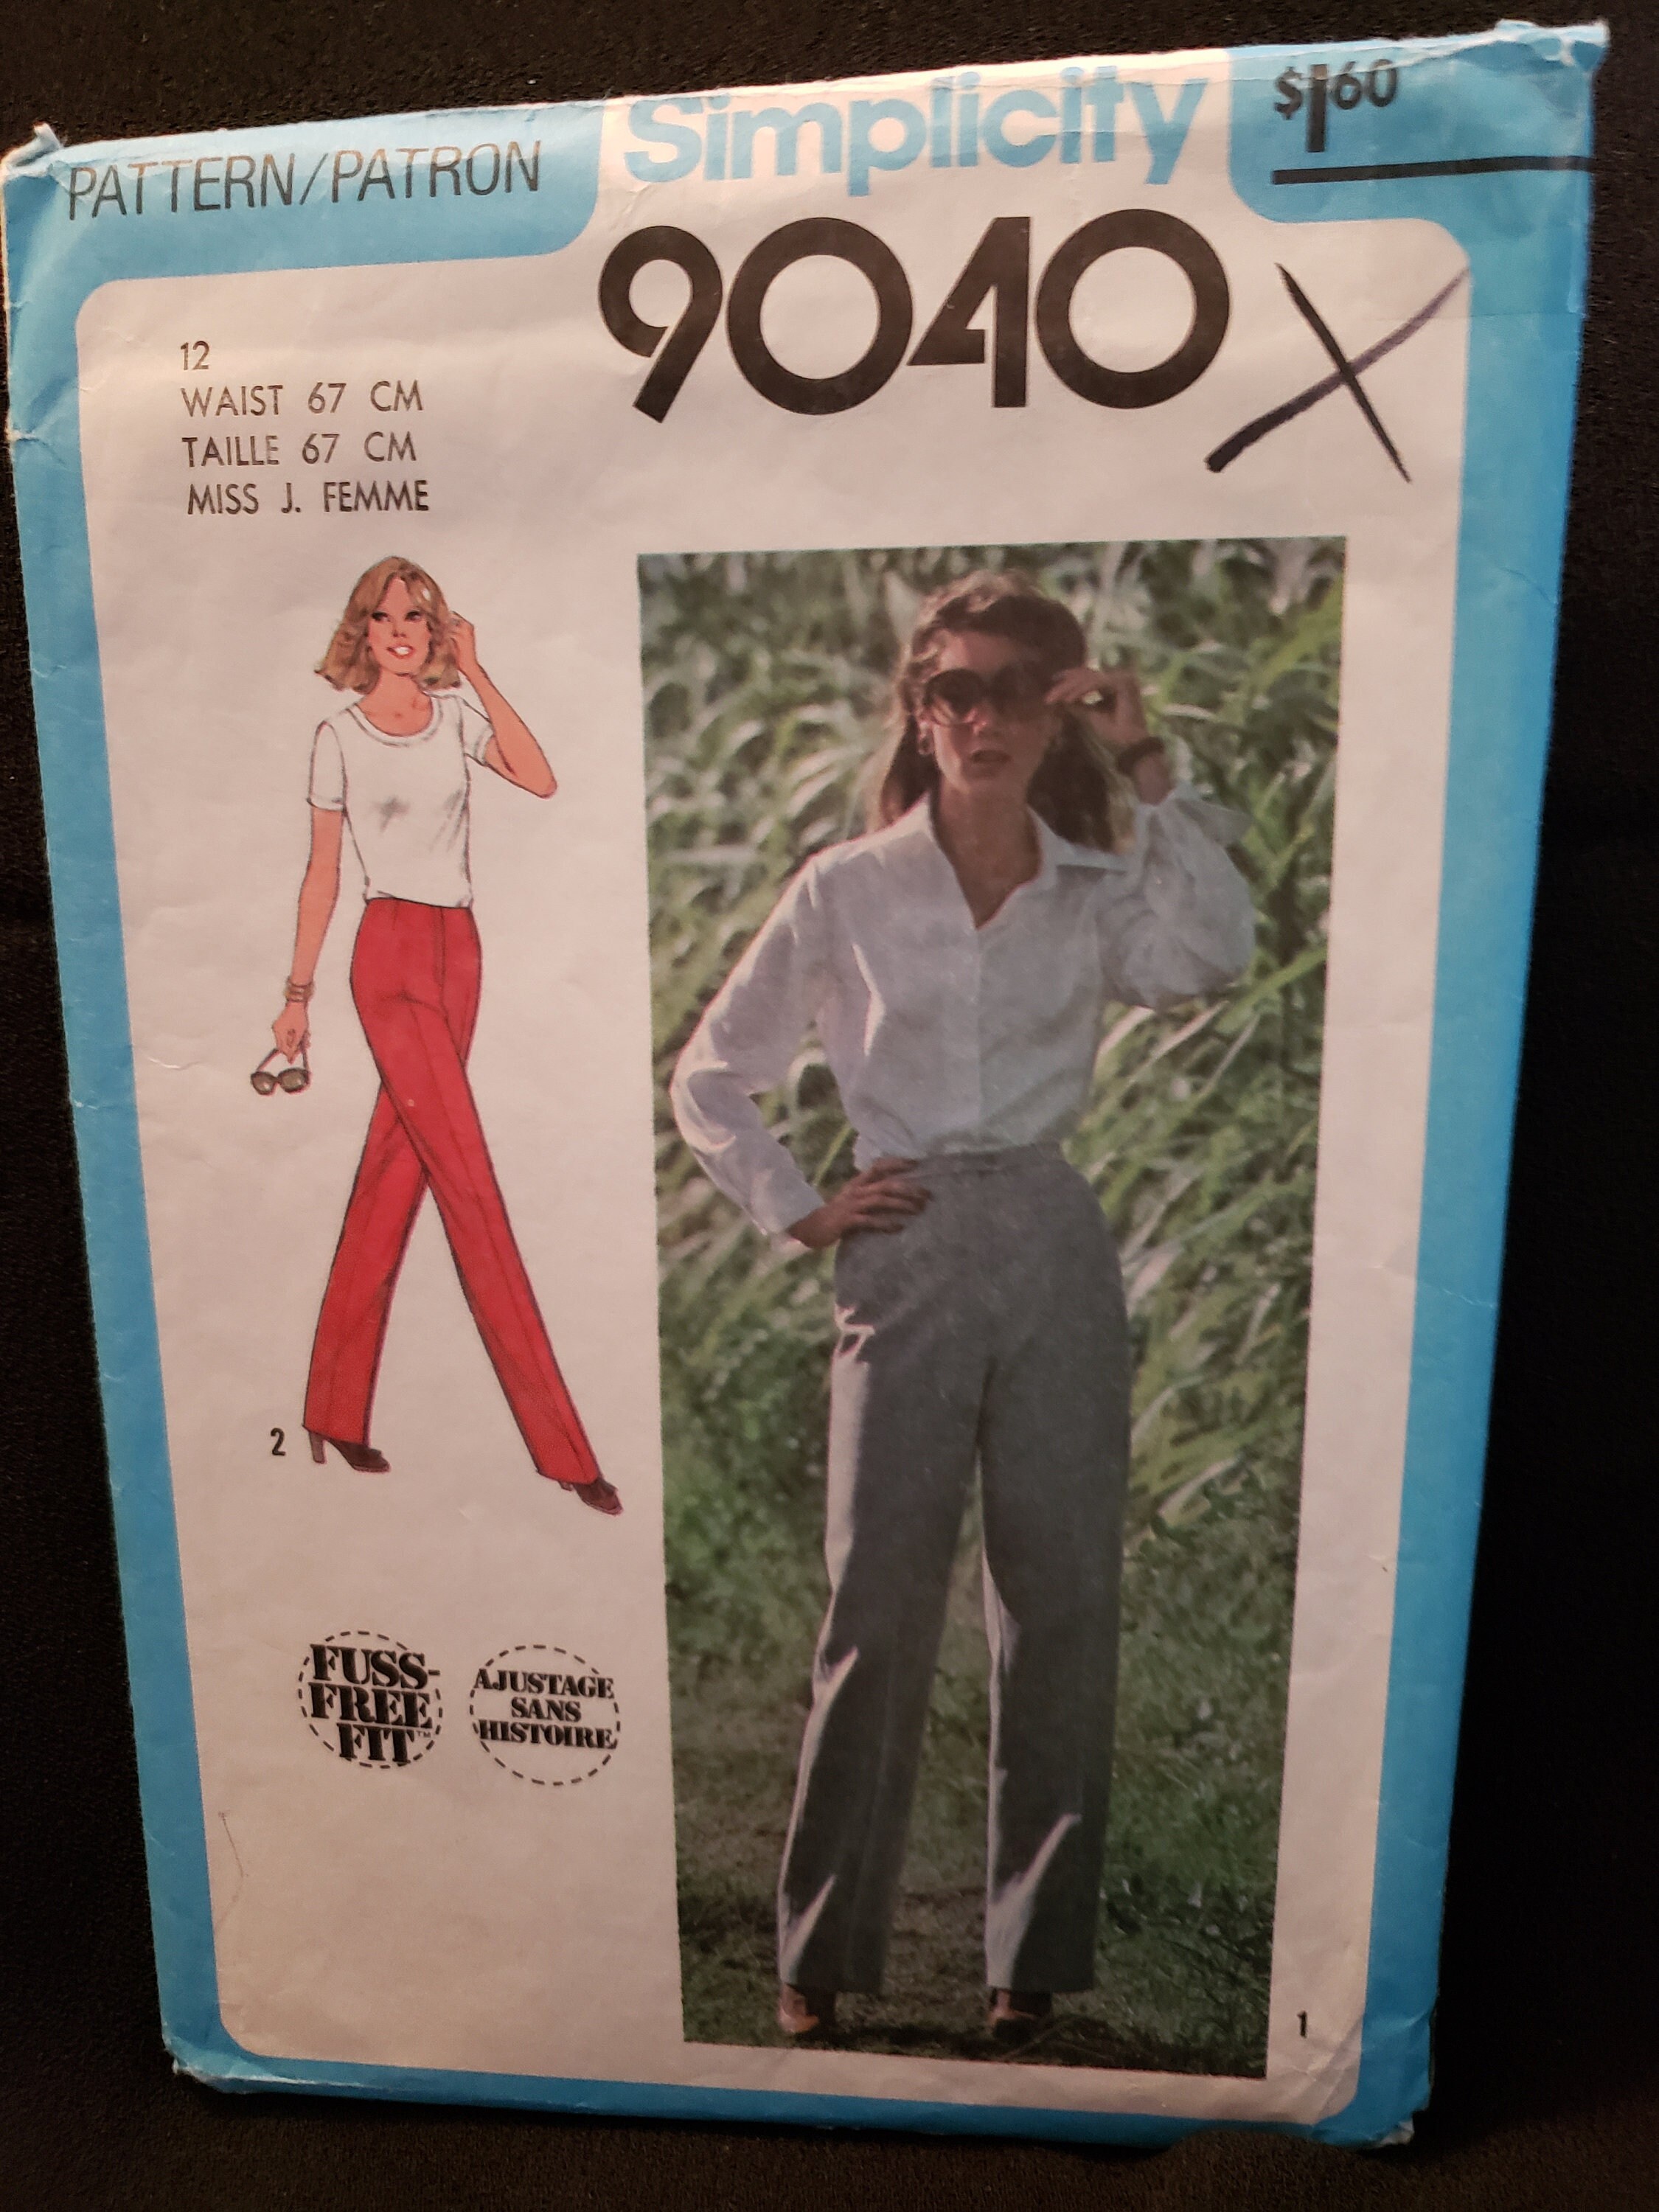 PATTERN/PATRON
Simplicity
$1.60
9040
X
12
WAIST 67 CM
TAILLE 67 CM
MISS J. FEMME
2
FUSS-
FREE
FIT™
AJUSTAGE
SANS
HISTOIRE
1